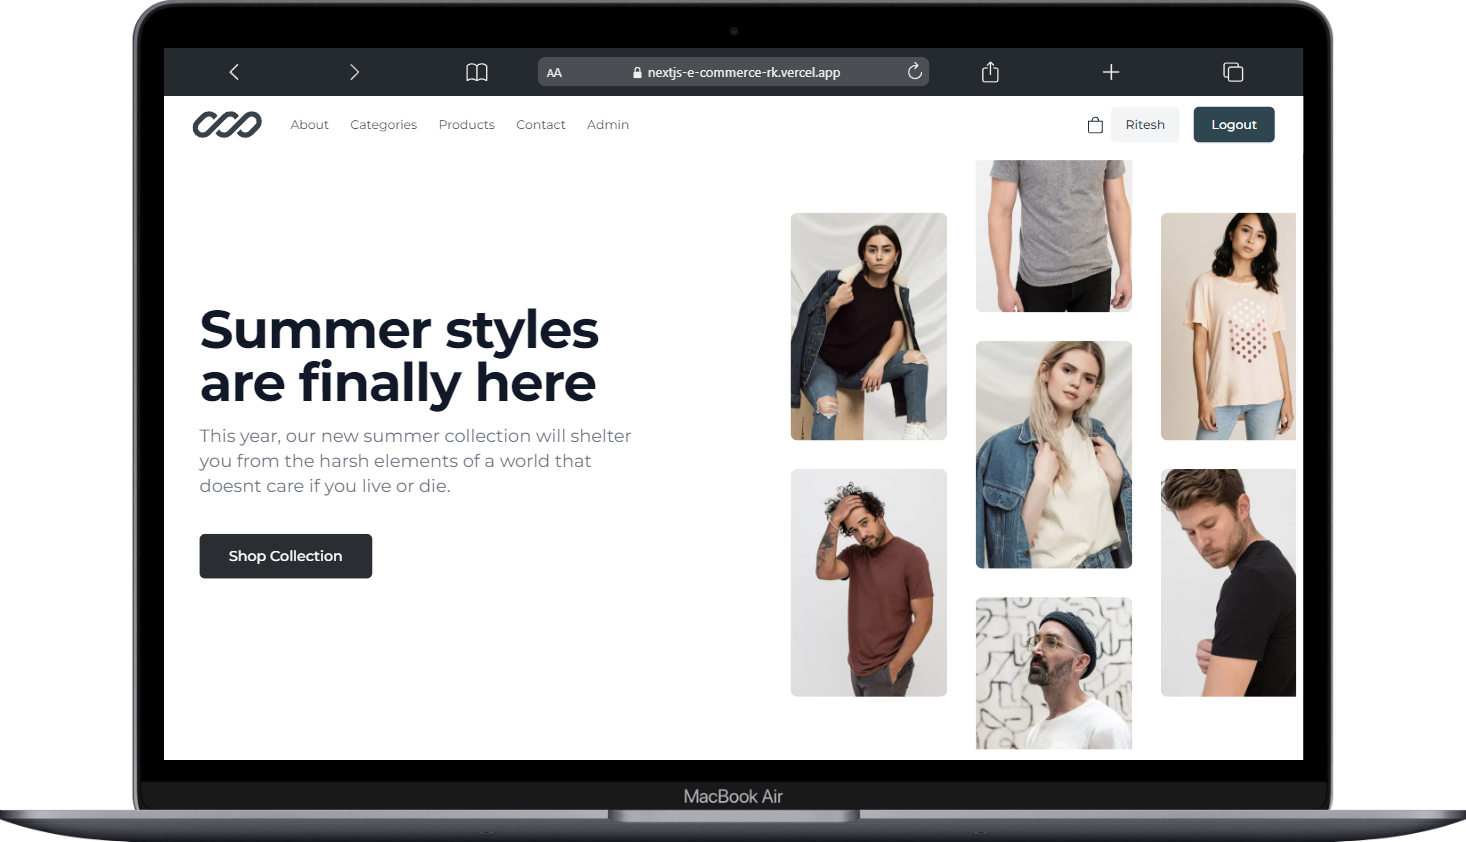 AA nextjs-e-commerce-rk.vercel.app
About Categories Products Contact Admin Ritesh Logout
Summer styles
are finally here
This year, our new summer collection will shelter
you from the harsh elements of a world that
doesnt care if you live or die.
Shop Collection
MacBook Air